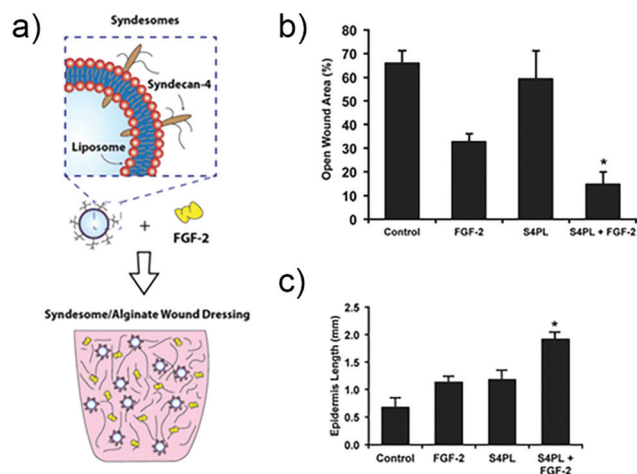 a)
Syndesomes
Syndecan-4
Liposome
+
FGF-2
Syndesome/Alginate Wound Dressing
b)
Open Wound Area (%)
80
70
60
50
40
30
20
10
0
*
Control FGF-2 S4PL S4PL + FGF-2
c)
Epidermis Length (mm)
2.5
2.0
1.5
1.0
0.5
0.0
*
Control FGF-2 S4PL S4PL +
FGF-2